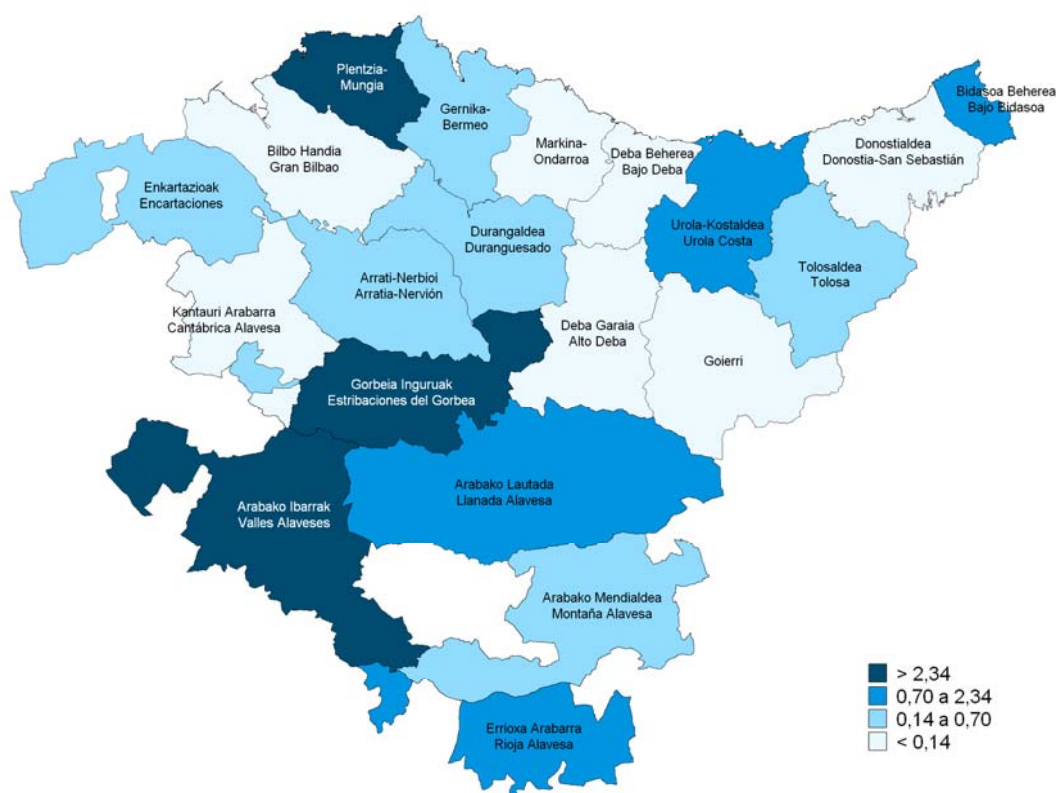 Plentzia-
Mungia
Gernika-
Bermeo
Bidasoa Beherea
Bajo Bidasoa
Bilbo Handia
Gran Bilbao
Markina-
Ondarroa
Deba Beherea
Bajo Deba
Donostialdea
Donostia-San Sebastián
Enkartazioak
Encartaciones
Durangaldea
Duranguesado
Urola-Kostaldea
Urola Costa
Arrati-Nerbioi
Arratia-Nervión
Tolosaldea
Tolosa
Kantauri Arabarra
Cantábrica Alavesa
Deba Garaia
Alto Deba
Goierri
Gorbeia Inguruak
Estribaciones del Gorbea
Arabako Lautada
Llanada Alavesa
Arabako Ibarrak
Valles Alaveses
Arabako Mendialdea
Montaña Alavesa
Errioxa Arabarra
Rioja Alavesa
> 2,34
0,70 a 2,34
0,14 a 0,70
< 0,14